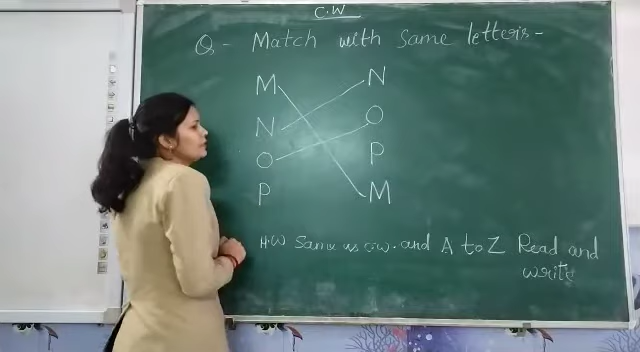 C.W
Q - Match with Same letters -
M N
N O
O P
P M
H.W Same as c.w. and A to Z Read and
write